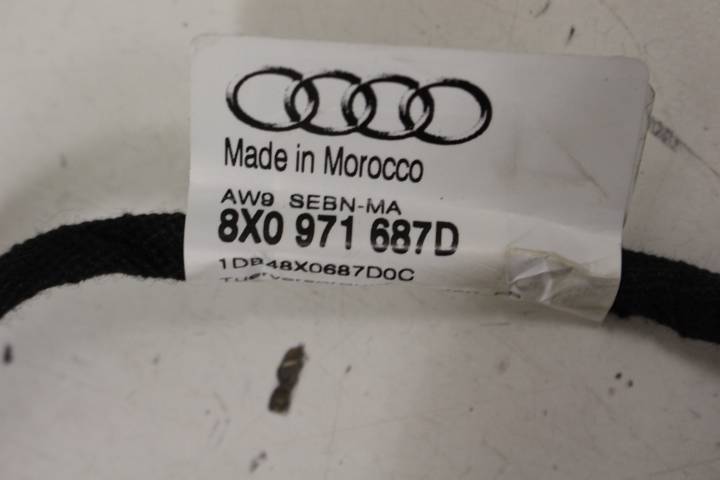 Made in Morocco
AW9 SEBN-MA
8X0 971 687D
1DB48X0687D0C